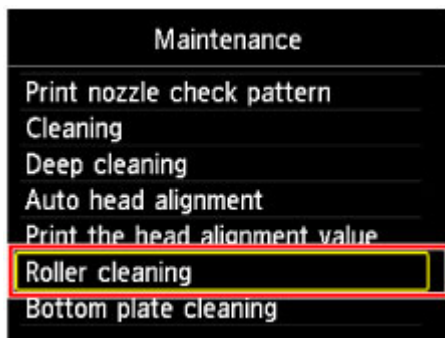 Maintenance
Print nozzle check pattern
Cleaning
Deep cleaning
Auto head alignment
Print the head alignment value
Roller cleaning
Bottom plate cleaning